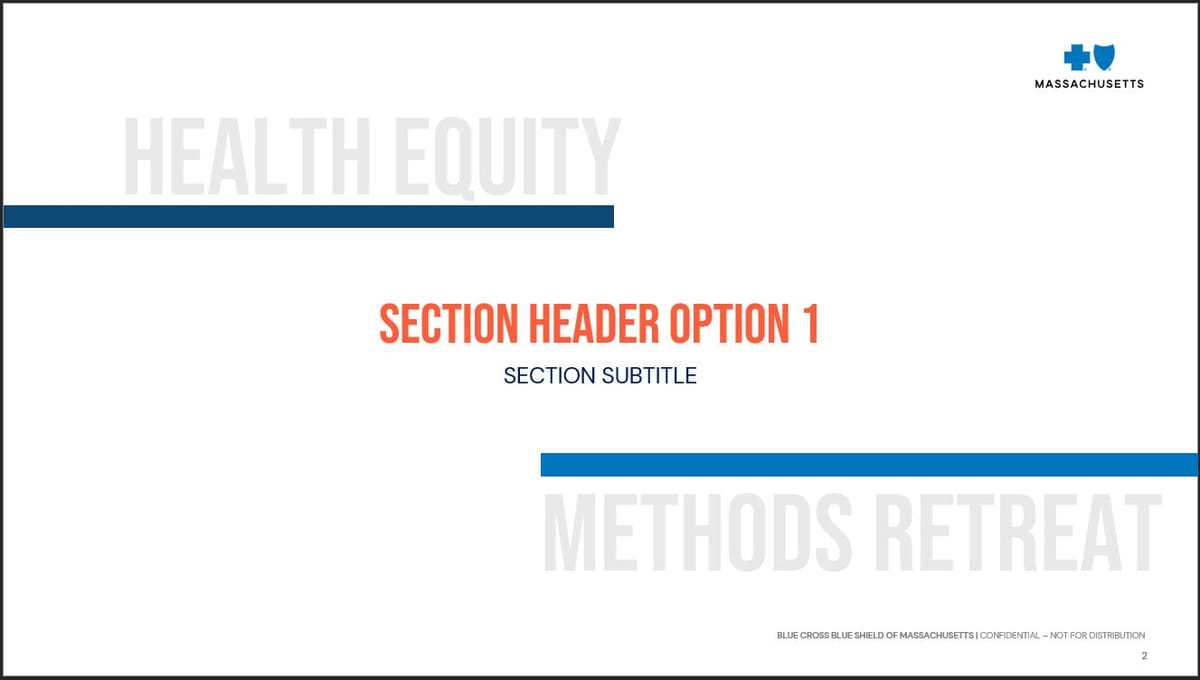 MASSACHUSETTS
HEALTH EQUITY
SECTION HEADER OPTION 1
SECTION SUBTITLE
METHODS RETREAT
BLUE CROSS BLUE SHIELD OF MASSACHUSETTS | CONFIDENTIAL – NOT FOR DISTRIBUTION
2